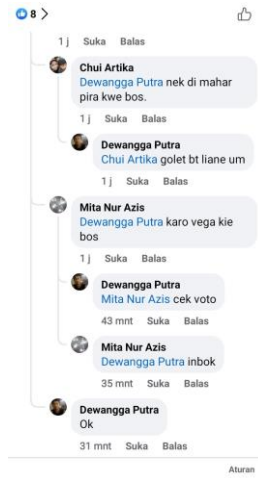 8 >
1 j Suka Balas
Chui Artika
Dewangga Putra nek di mahar
pira kwe bos.
1 j Suka Balas
Dewangga Putra
Chui Artika golet bt liane um
1 j Suka Balas
Mita Nur Azis
Dewangga Putra karo vega kie
bos
1 j Suka Balas
Dewangga Putra
Mita Nur Azis cek voto
43 mnt Suka Balas
Mita Nur Azis
Dewangga Putra inbok
35 mnt Suka Balas
Dewangga Putra
Ok
31 mnt Suka Balas
Aturan